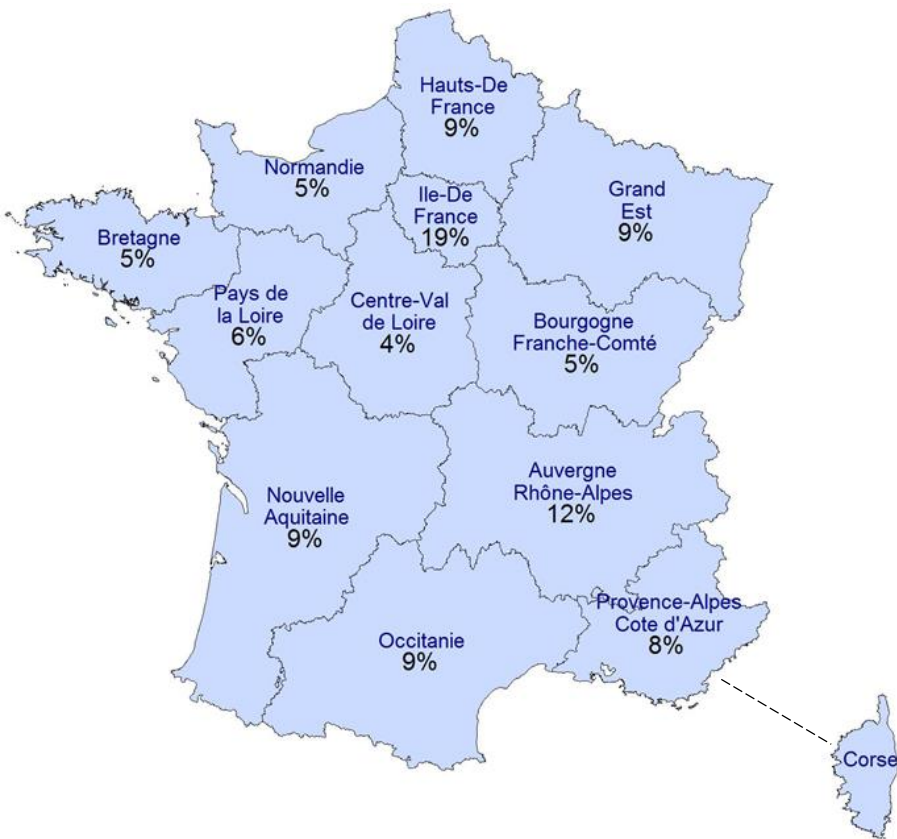 Hauts-De
France
9%
Normandie
5%
Ile-De
France
19%
Grand
Est
9%
Bretagne
5%
Pays de
la Loire
6%
Centre-Val
de Loire
4%
Bourgogne
Franche-Comté
5%
Auvergne
Rhône-Alpes
12%
Nouvelle
Aquitaine
9%
Provence-Alpes
Cote d'Azur
8%
Occitanie
9%
Corse